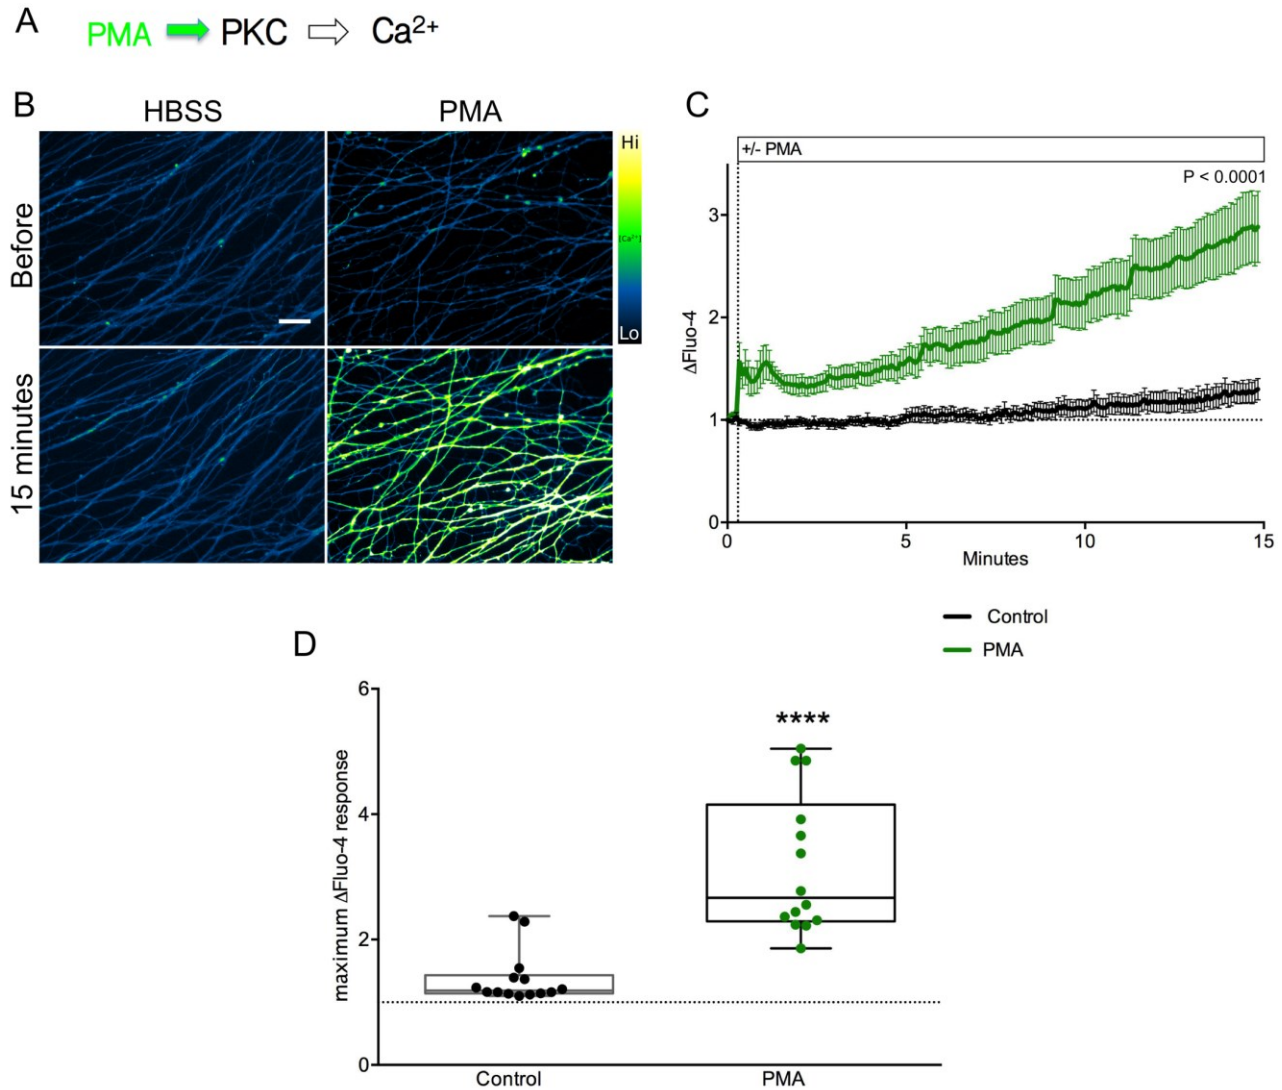 A
PMA PKC Ca²⁺
B
HBSS PMA
Before
15 minutes
Hi
[Ca²⁺]
Lo
C
+/- PMA
P < 0.0001
ΔFluo-4
3
2
1
0
0 5 10 15
Minutes
Control
PMA
D
maximum ΔFluo-4 response
6
4
2
0
****
Control PMA